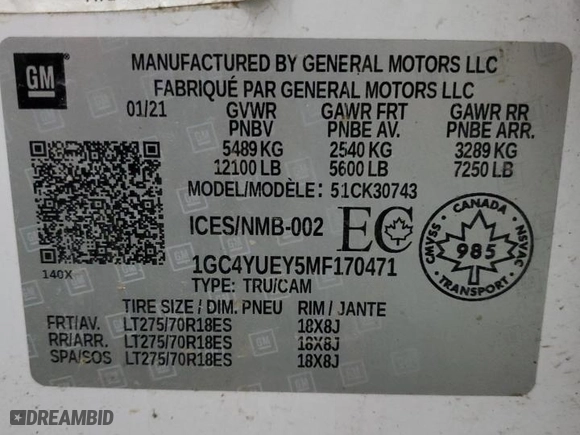 GM
MANUFACTURED BY GENERAL MOTORS LLC
FABRIQUÉ PAR GENERAL MOTORS LLC
01/21 GVWR GAWR FRT GAWR RR
PNBV PNBE AV. PNBE ARR.
5489 KG 2540 KG 3289 KG
12100 LB 5600 LB 7250 LB
MODEL/MODÈLE: 51CK30743
ICES/NMB-002 EC
CANADA
CMVSS 985 NSVAC
TRANSPORT
140X
1GC4YUEY5MF170471
TYPE: TRU/CAM
TIRE SIZE / DIM. PNEU RIM / JANTE
FRT/AV. LT275/70R18ES 18X8J
RR/ARR. LT275/70R18ES 18X8J
SPA/SOS LT275/70R18ES 18X8J
DREAMBID